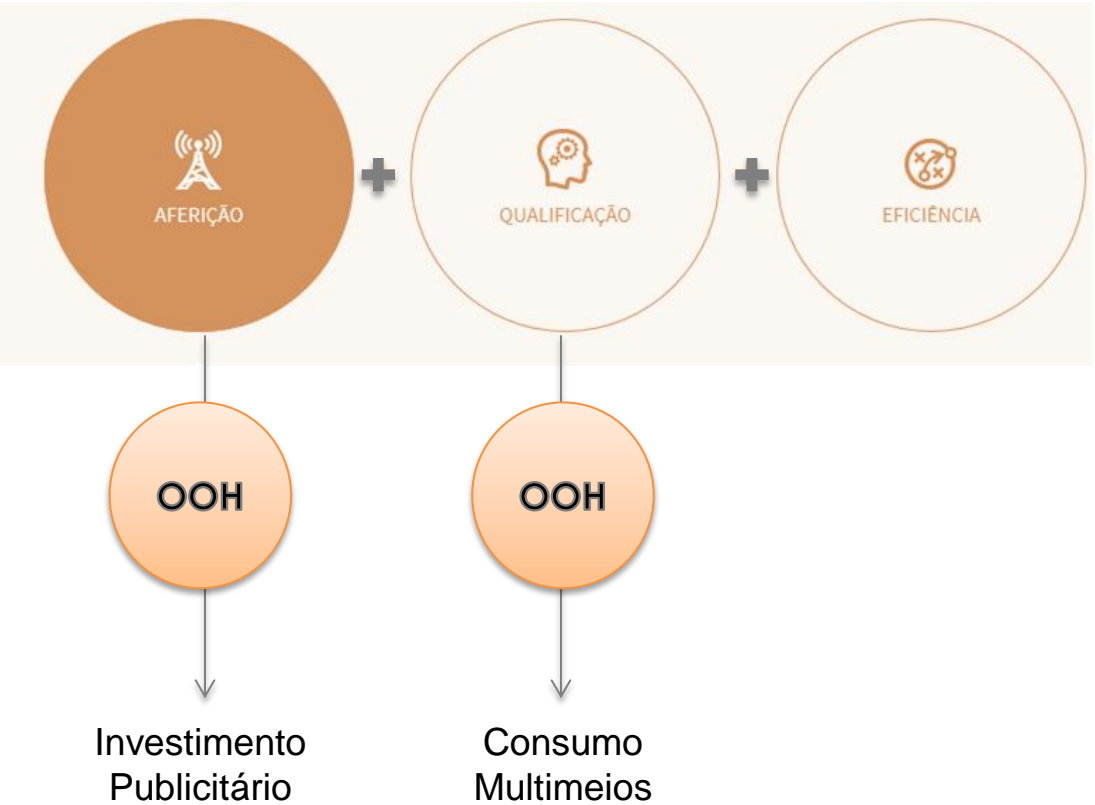 AFERIÇÃO
QUALIFICAÇÃO
EFICIÊNCIA
OOH
OOH
Investimento
Publicitário
Consumo
Multimeios